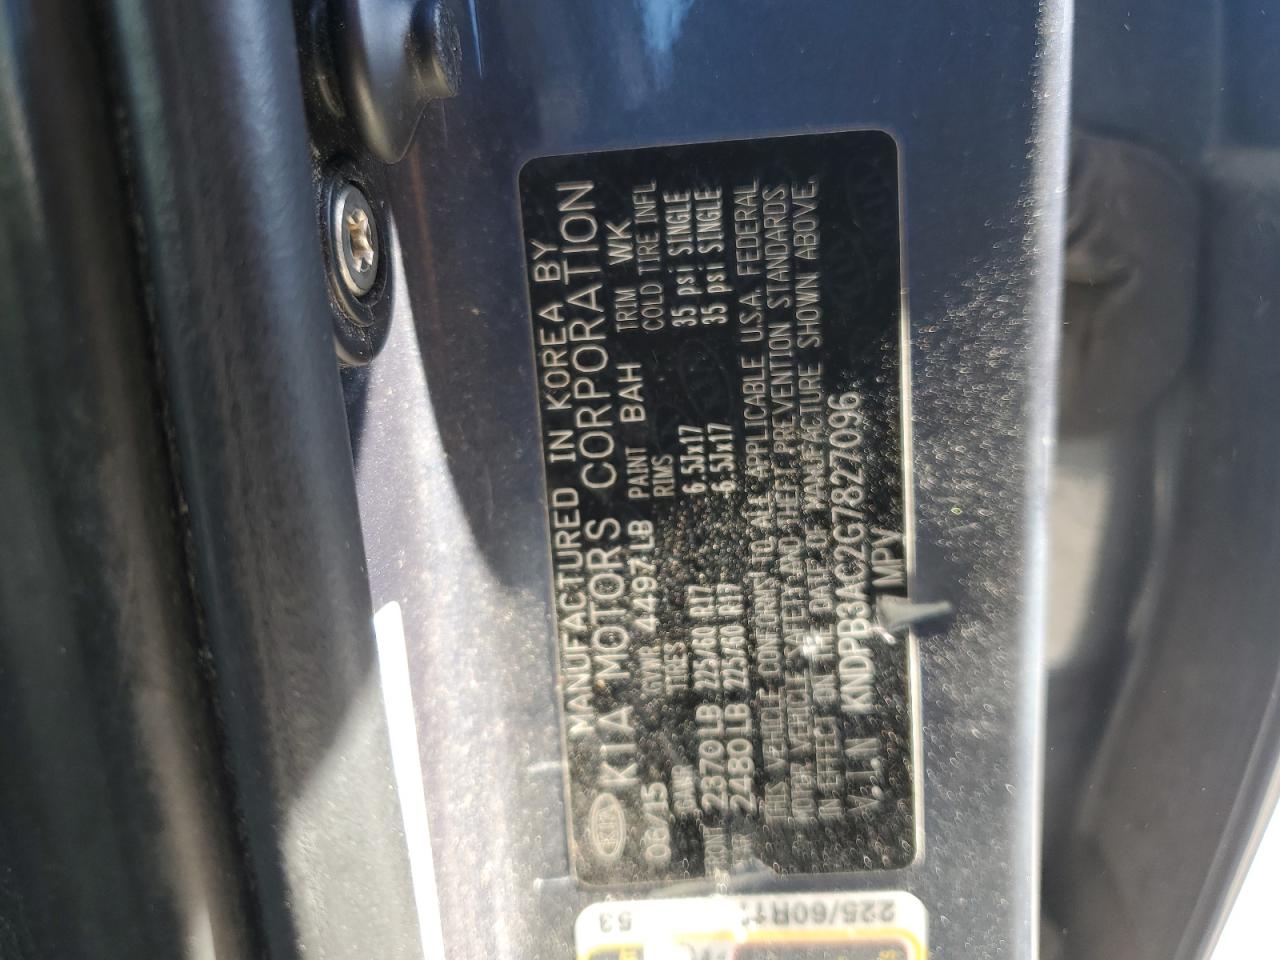 MANUFACTURED IN KOREA BY
KIA KIA MOTORS CORPORATION
08/15 GVWR 4497LB PAINT BAH TRIM WK
GAWR TIRES RIMS COLD TIRE INFL
FRONT 2370LB 225/60 R17 6.5Jx17 35 psi SINGLE
2480LB 225/60 R17 6.5Jx17 35 psi SINGLE
THIS VEHICLE CONFORMS TO ALL APPLICABLE U.S.A. FEDERAL
MOTOR VEHICLE SAFETY AND THEFT PREVENTION STANDARDS
IN EFFECT ON THE DATE OF MANUFACTURE SHOWN ABOVE.
V.I.N KNDPB3AC2G7827096
MPV
225/60R17
53